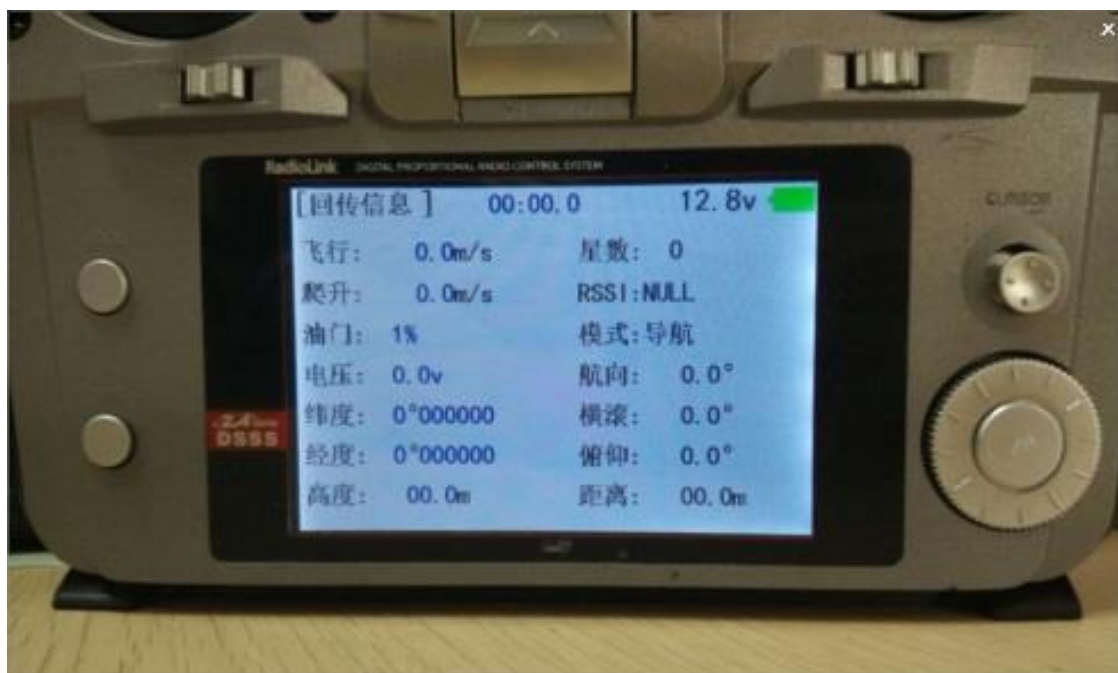 RadioLink DIGITAL PROPORTIONAL RADIO CONTROL SYSTEM
[回传信息] 00:00.0 12.8v
飞行: 0.0m/s 星数: 0
爬升: 0.0m/s RSSI:NULL
油门: 1% 模式:导航
电压: 0.0v 航向: 0.0°
纬度: 0°000000 横滚: 0.0°
经度: 0°000000 俯仰: 0.0°
高度: 00.0m 距离: 00.0m
CURSOR
DSSS